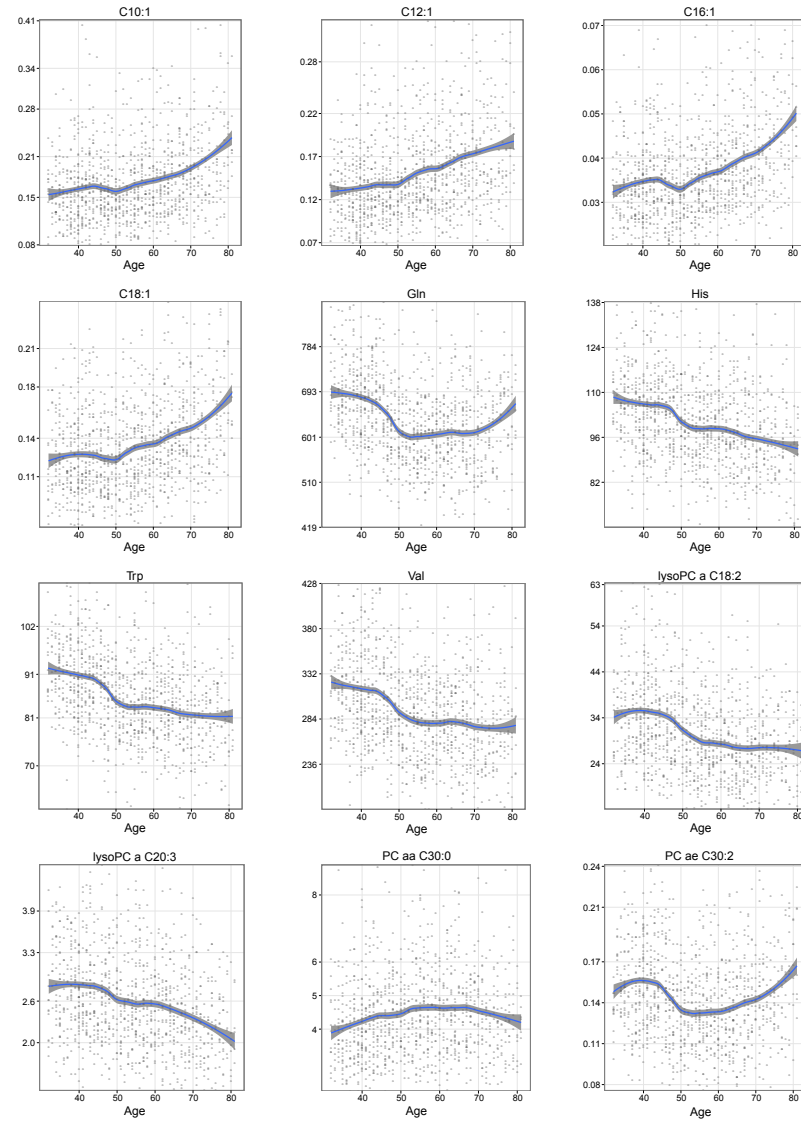 C10:1
0.41
0.34
0.28
0.21
0.15
0.08
40 50 60 70 80
Age
C12:1
0.28
0.22
0.17
0.12
0.07
40 50 60 70 80
Age
C16:1
0.07
0.06
0.05
0.04
0.03
40 50 60 70 80
Age
C18:1
0.21
0.18
0.14
0.11
40 50 60 70 80
Age
Gln
784
693
601
510
419
40 50 60 70 80
Age
His
138
124
110
96
82
40 50 60 70 80
Age
Trp
102
91
81
70
40 50 60 70 80
Age
Val
428
380
332
284
236
40 50 60 70 80
Age
lysoPC a C18:2
63
54
44
34
24
40 50 60 70 80
Age
lysoPC a C20:3
3.9
3.3
2.6
2.0
40 50 60 70 80
Age
PC aa C30:0
8
6
5
4
40 50 60 70 80
Age
PC ae C30:2
0.24
0.21
0.17
0.14
0.11
0.08
40 50 60 70 80
Age